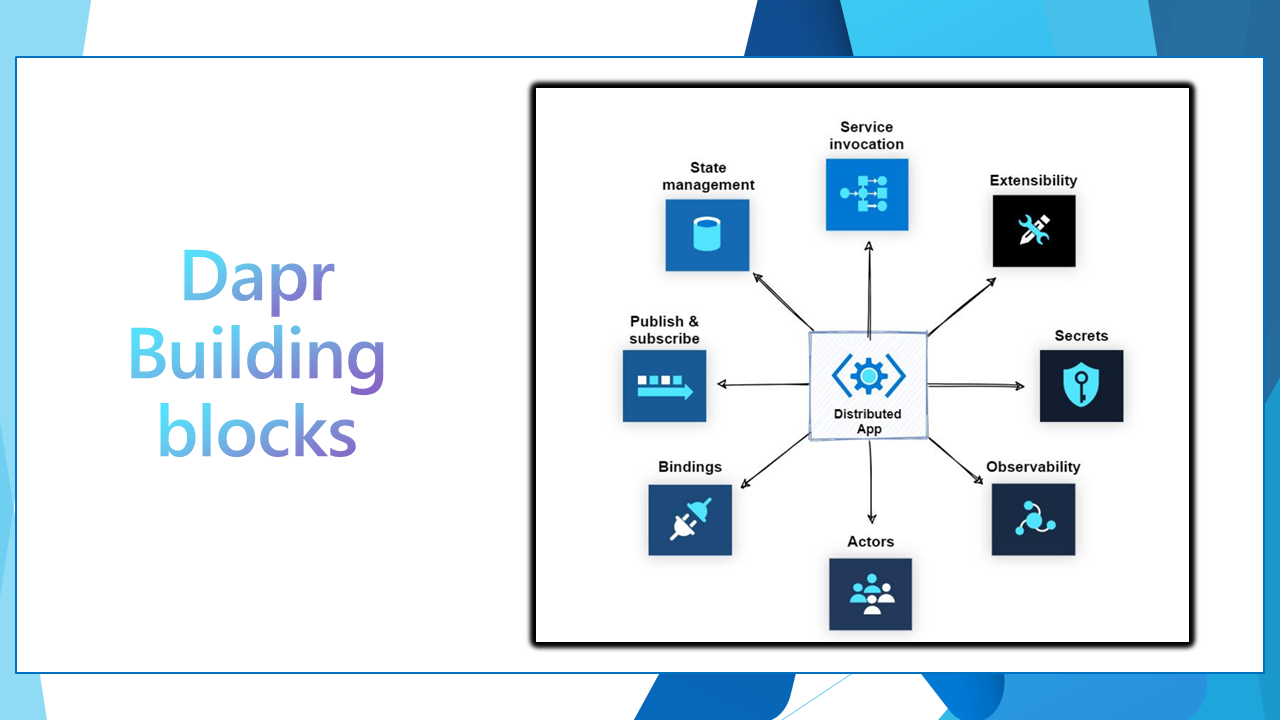 Dapr
Building
blocks
Service
invocation
State
management
Extensibility
Publish &
subscribe
Secrets
Distributed
App
Bindings
Observability
Actors